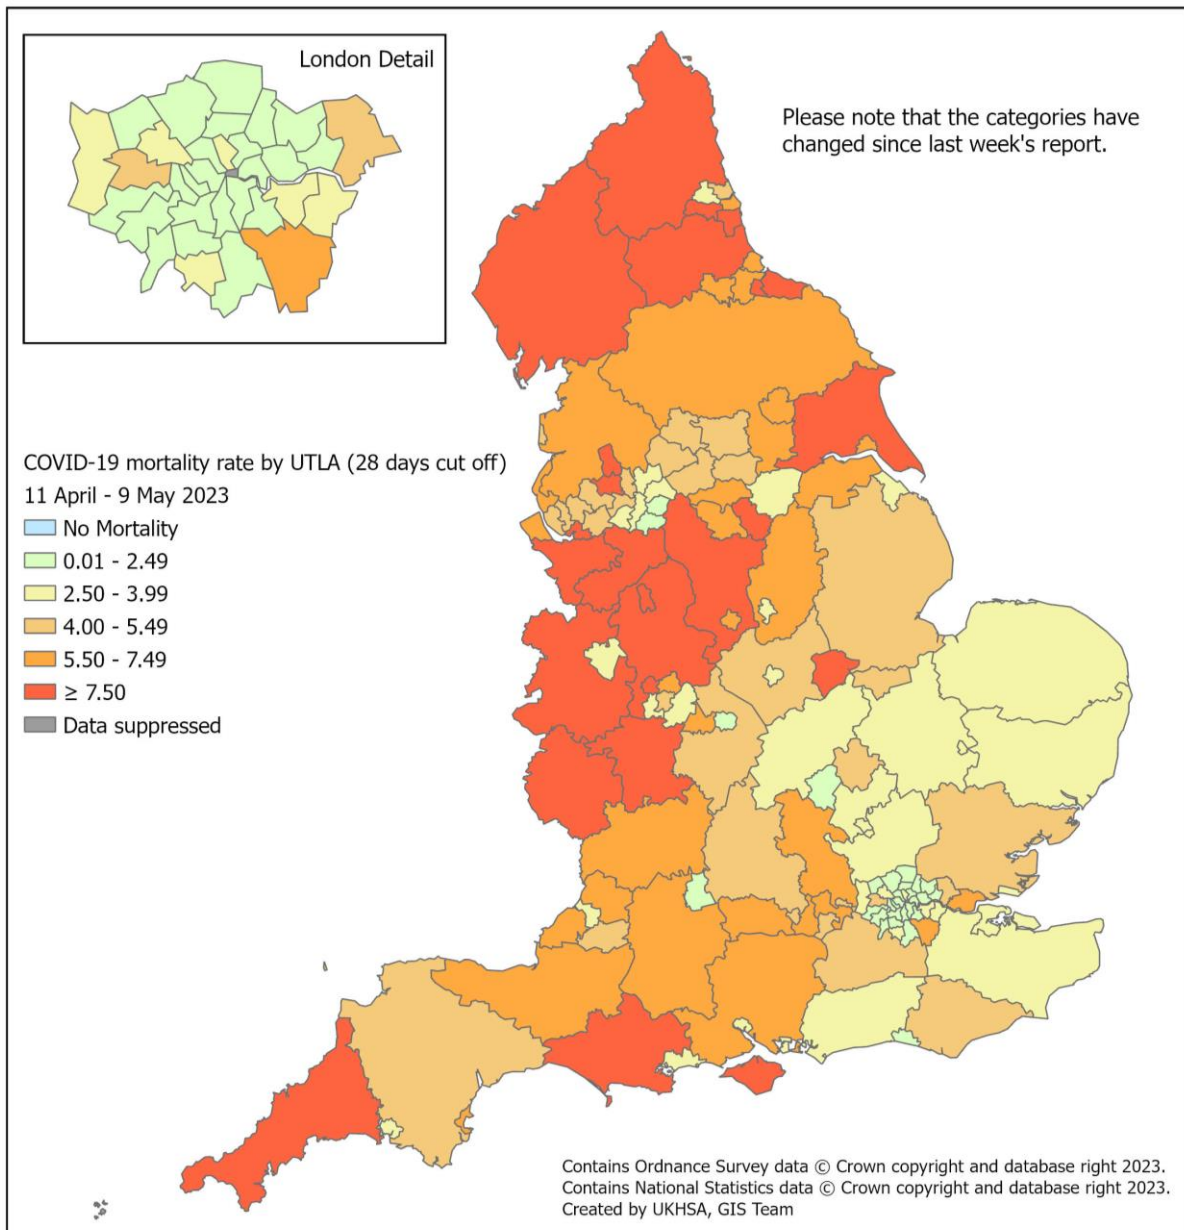 London Detail
Please note that the categories have
changed since last week's report.
COVID-19 mortality rate by UTLA (28 days cut off)
11 April - 9 May 2023
No Mortality
0.01 - 2.49
2.50 - 3.99
4.00 - 5.49
5.50 - 7.49
≥ 7.50
Data suppressed
Contains Ordnance Survey data © Crown copyright and database right 2023.
Contains National Statistics data © Crown copyright and database right 2023.
Created by UKHSA, GIS Team